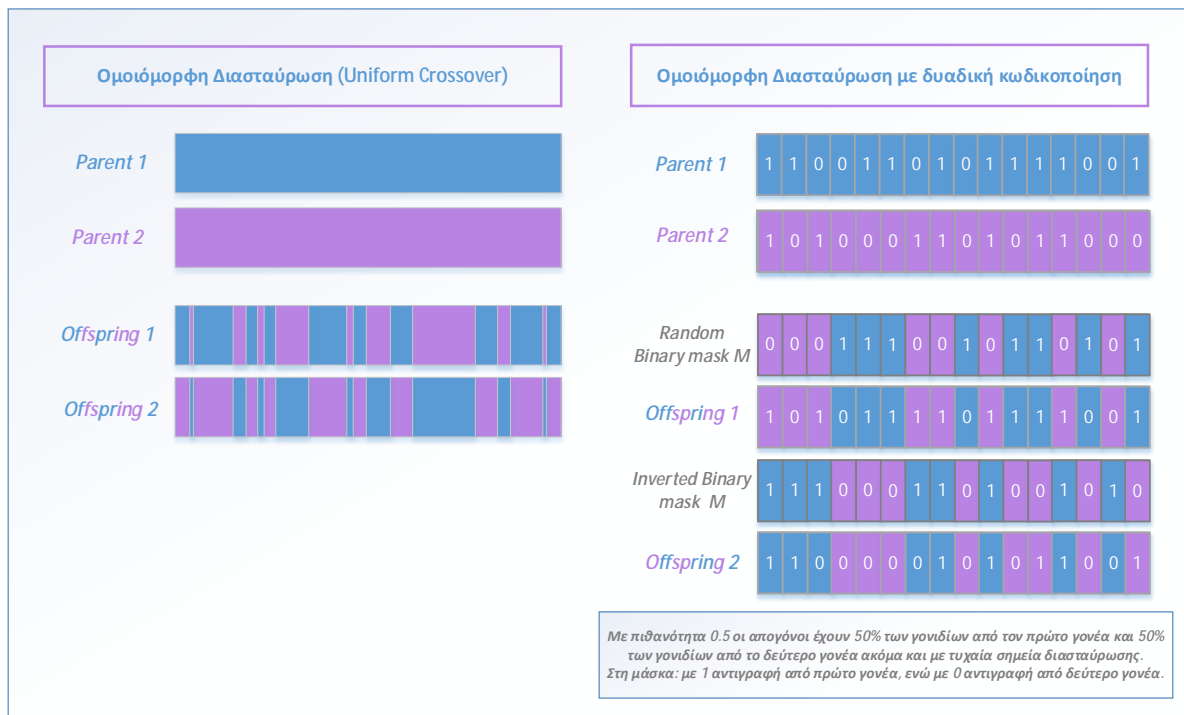 Ομοιόμορφη Διασταύρωση (Uniform Crossover)
Parent 1
Parent 2
Offspring 1
Offspring 2
Ομοιόμορφη Διασταύρωση με δυαδική κωδικοποίηση
Parent 1 1 1 0 0 1 1 0 1 0 1 1 1 1 0 0 1
Parent 2 1 0 1 0 0 0 1 1 0 1 0 1 1 0 0 0
Random
Binary mask M 0 0 0 1 1 1 0 0 1 0 1 1 0 1 0 1
Offspring 1 1 0 1 0 1 1 1 1 0 1 1 1 1 0 0 1
Inverted Binary
mask M 1 1 1 0 0 0 1 1 0 1 0 0 1 0 1 0
Offspring 2 1 1 0 0 0 0 0 1 0 1 0 1 1 0 0 1
Με πιθανότητα 0.5 οι απογόνοι έχουν 50% των γονιδίων από τον πρώτο γονέα και 50%
των γονιδίων από το δεύτερο γονέα ακόμα και με τυχαία σημεία διασταύρωσης.
Στη μάσκα: με 1 αντιγραφή από πρώτο γονέα, ενώ με 0 αντιγραφή από δεύτερο γονέα.